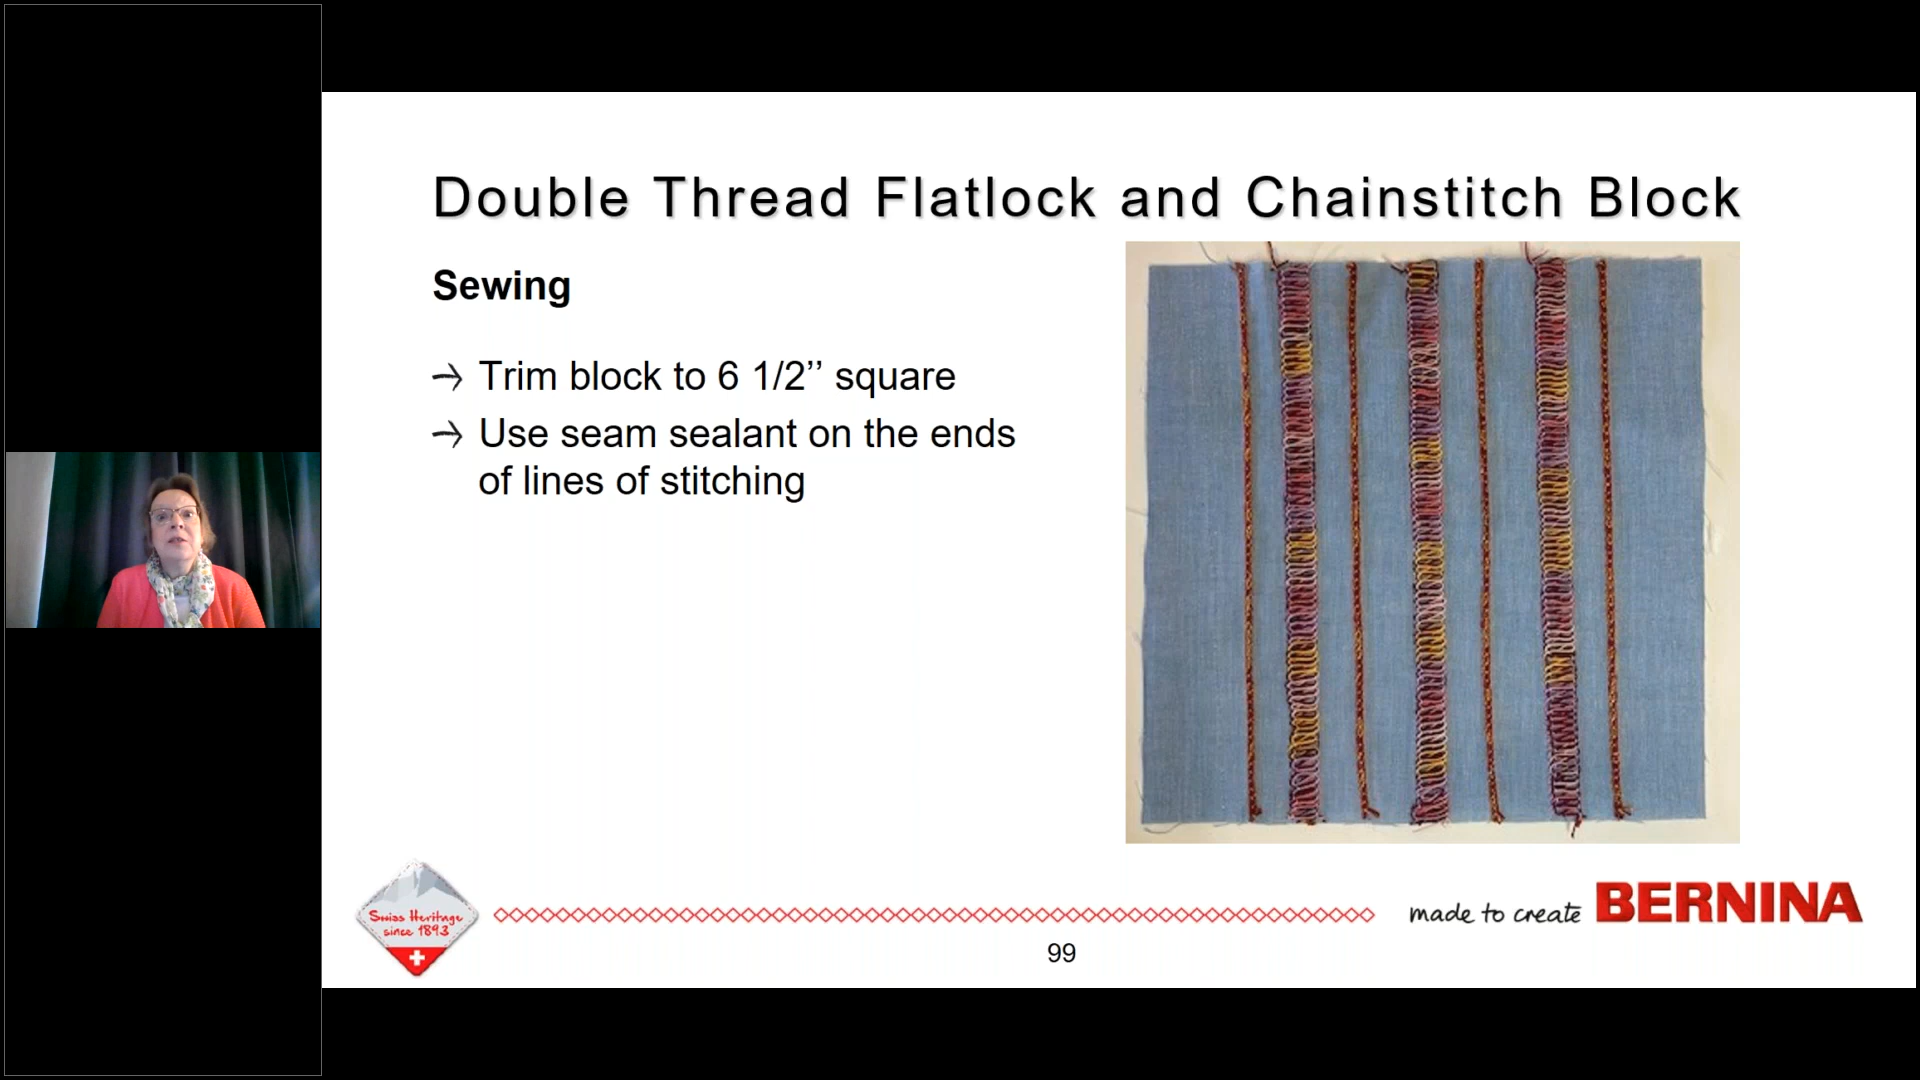 Double Thread Flatlock and Chainstitch Block
Sewing
→ Trim block to 6 1/2’’ square
→ Use seam sealant on the ends
of lines of stitching
Swiss Heritage
since 1893
made to create BERNINA
99